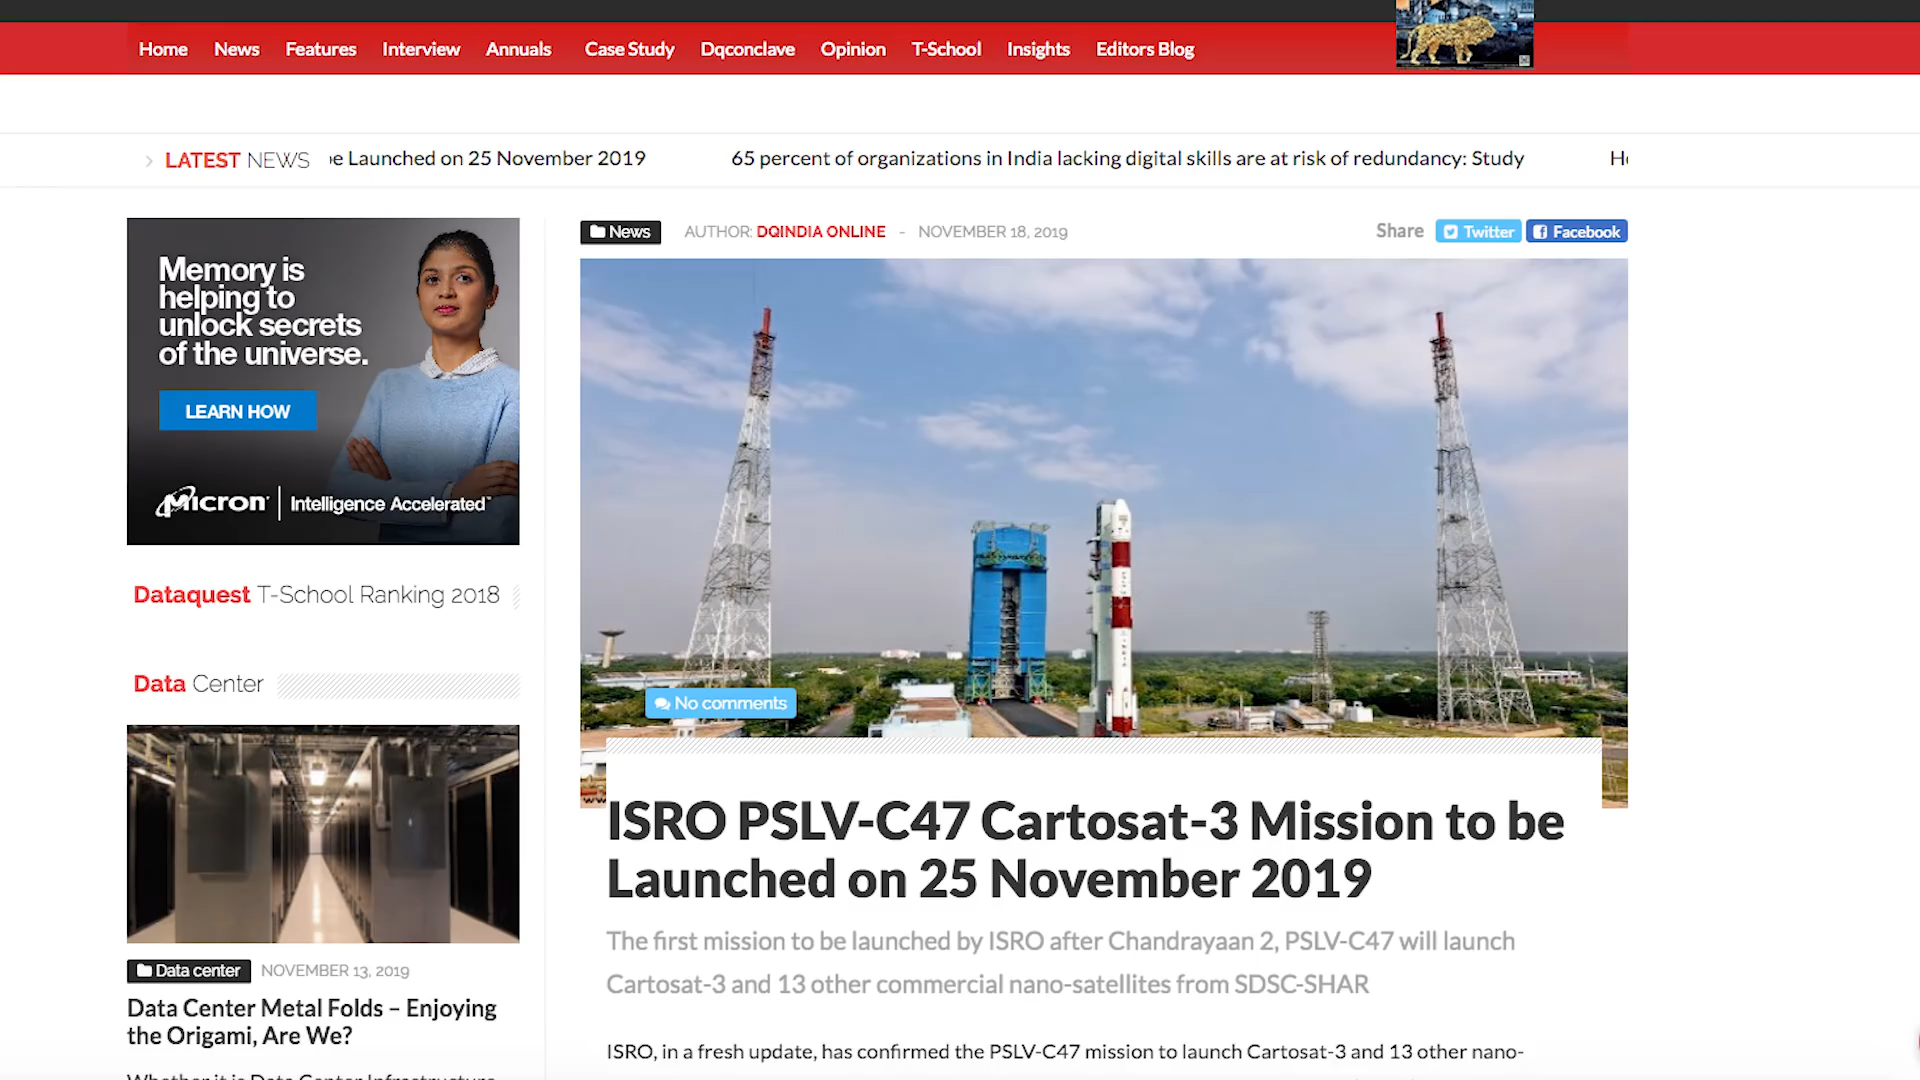 Home News Features Interview Annuals Case Study Dqconclave Opinion T-School Insights Editors Blog
LATEST NEWS e Launched on 25 November 2019 65 percent of organizations in India lacking digital skills are at risk of redundancy: Study
Memory is
helping to
unlock secrets
of the universe.
LEARN HOW
Micron Intelligence Accelerated™
Dataquest T-School Ranking 2018
Data Center
Data center NOVEMBER 13, 2019
Data Center Metal Folds – Enjoying
the Origami, Are We?
News AUTHOR: DQINDIA ONLINE - NOVEMBER 18, 2019 Share Twitter Facebook
No comments
ISRO PSLV-C47 Cartosat-3 Mission to be
Launched on 25 November 2019
The first mission to be launched by ISRO after Chandrayaan 2, PSLV-C47 will launch
Cartosat-3 and 13 other commercial nano-satellites from SDSC-SHAR
ISRO, in a fresh update, has confirmed the PSLV-C47 mission to launch Cartosat-3 and 13 other nano-